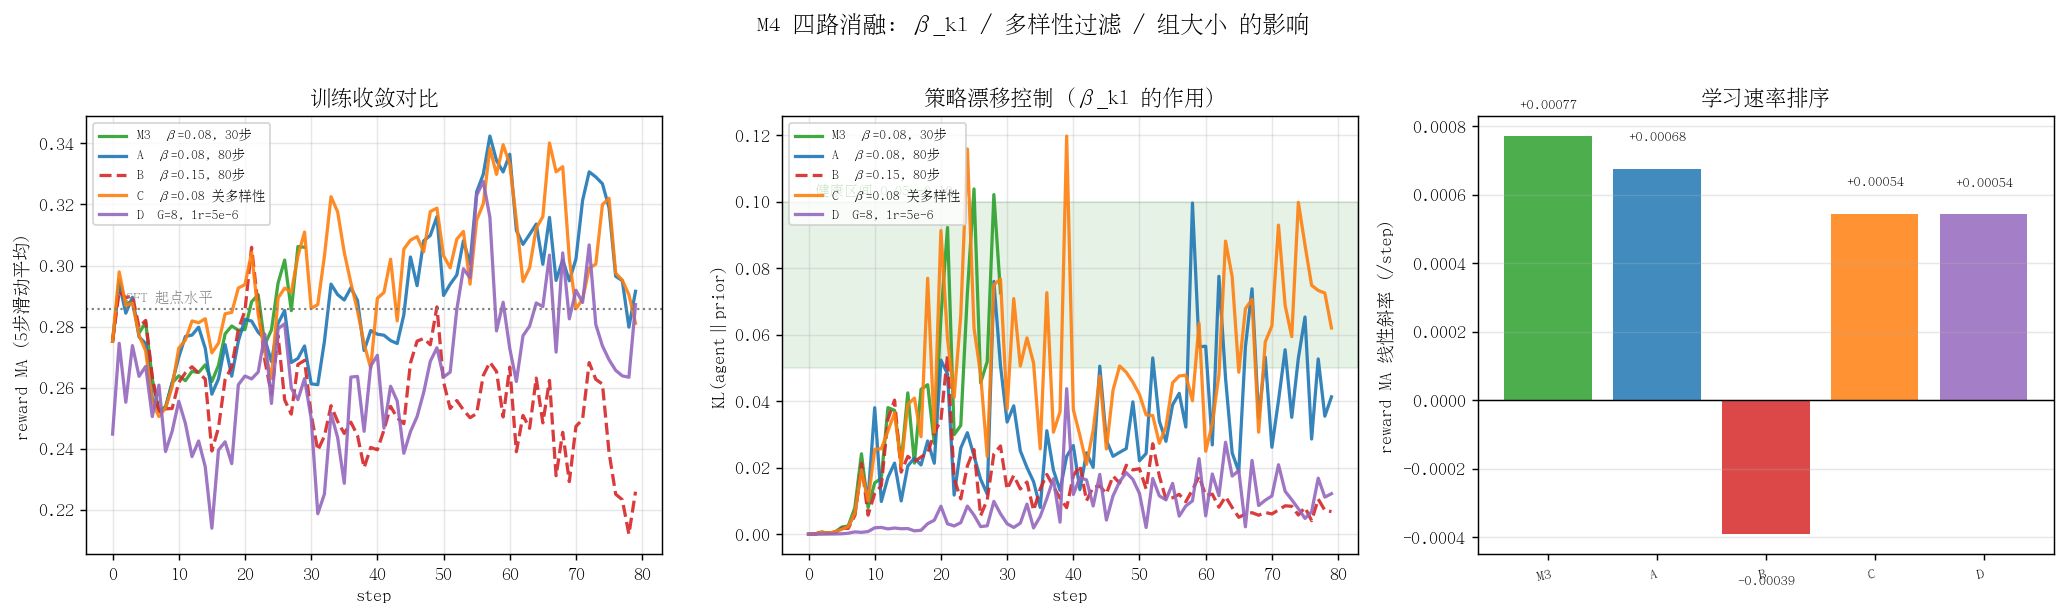 M4 四路消融: β_kl / 多样性过滤 / 组大小 的影响
训练收敛对比
reward MA (5步滑动平均)
0.34
0.32
0.30
0.28
0.26
0.24
0.22
M3 β=0.08, 30步
A β=0.08, 80步
B β=0.15, 80步
C β=0.08 关多样性
D G=8, lr=5e-6
SFT 起点水平
0 10 20 30 40 50 60 70 80
step
策略漂移控制 (β_kl 的作用)
KL(agent‖prior)
0.12
0.10
0.08
0.06
0.04
0.02
0.00
M3 β=0.08, 30步
A β=0.08, 80步
B β=0.15, 80步
C β=0.08 关多样性
D G=8, lr=5e-6
健康区
0 10 20 30 40 50 60 70 80
step
学习速率排序
reward MA 线性斜率 (/step)
0.0008
0.0006
0.0004
0.0002
0.0000
-0.0002
-0.0004
+0.00077
+0.00068
-0.00039
+0.00054
+0.00054
M3 A B C D